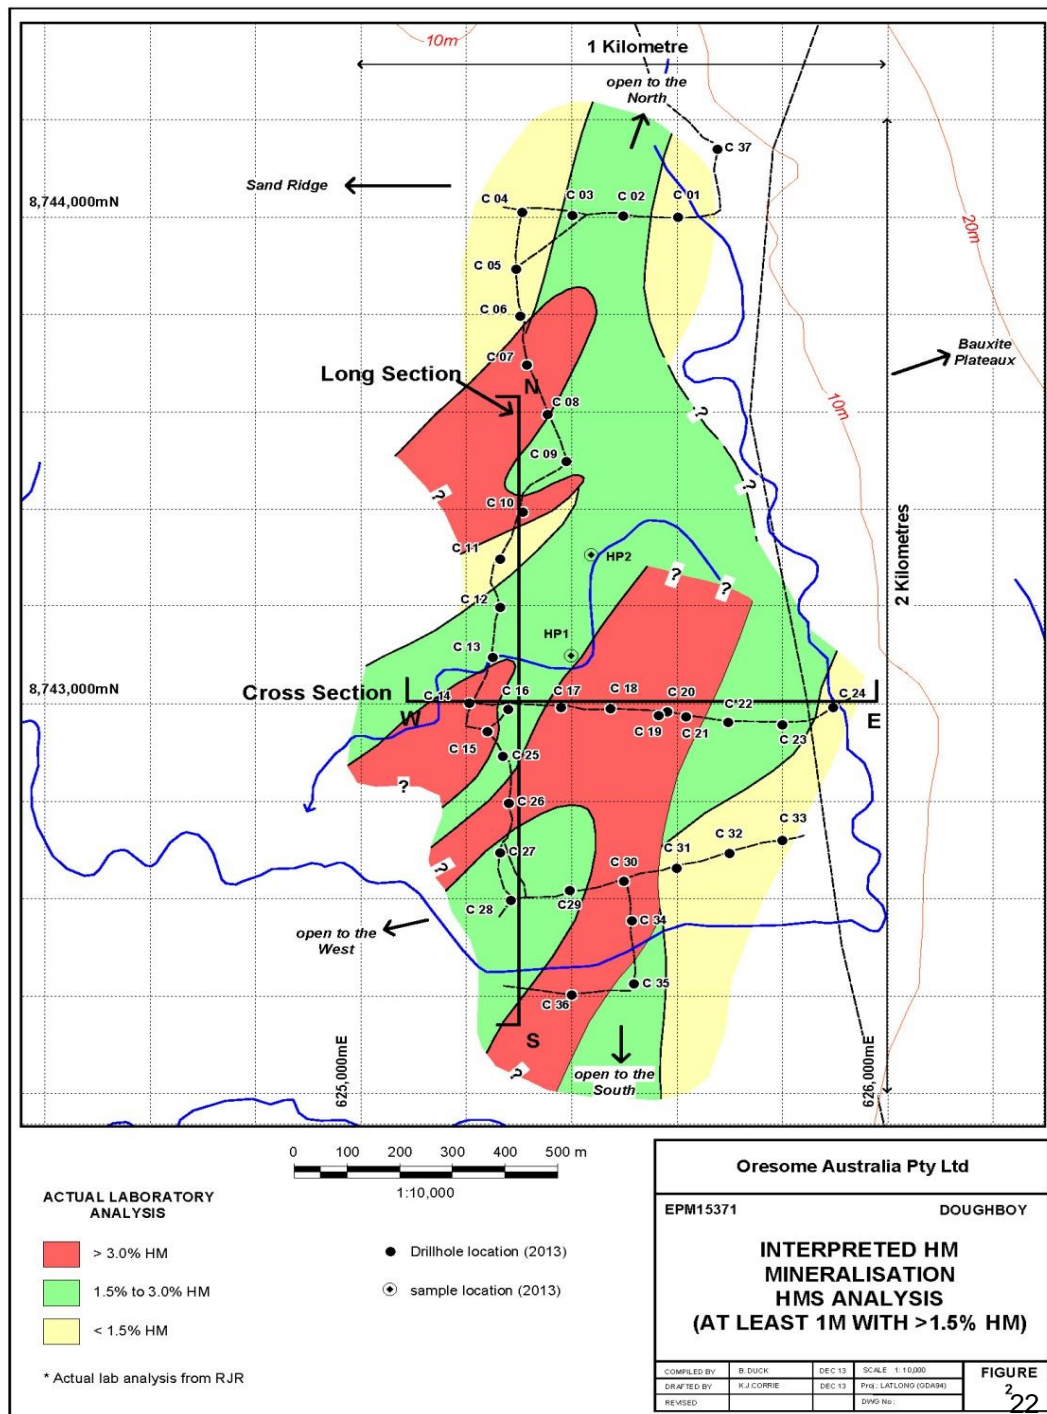 10m
1 Kilometre
open to the
North
C 37
Sand Ridge
C 04
C 03
C 02
C 01
8,744,000mN
20m
C 05
C 06
Bauxite
Plateaux
C 07
Long Section
N
10m
C 08
?
C 09
?
?
C 10
C 11
HP2
2 Kilometres
?
?
C 12
HP1
C 13
8,743,000mN
Cross Section
C 14
C 16
C 17
C 18
C 20
C 22
C 24
W
E
C 15
C 19
C 21
C 23
C 25
?
C 26
C 33
C 27
C 32
C 31
?
C 30
C29
C 28
C 34
open to the
West
C 35
C 36
S
625,000mE
626,000mE
?
open to the
South
0 100 200 300 400 500 m
1:10,000
ACTUAL LABORATORY
ANALYSIS
> 3.0% HM
1.5% to 3.0% HM
< 1.5% HM
* Actual lab analysis from RJR
Drillhole location (2013)
sample location (2013)
Oresome Australia Pty Ltd
EPM15371 DOUGHBOY
INTERPRETED HM
MINERALISATION
HMS ANALYSIS
(AT LEAST 1M WITH >1.5% HM)
COMPILED BY B. DUCK DEC 13 SCALE 1: 10,000
DRAFTED BY K.J.CORRIE DEC 13 Proj.: LATLONG (GDA94)
REVISED DWG No :
FIGURE
2
22